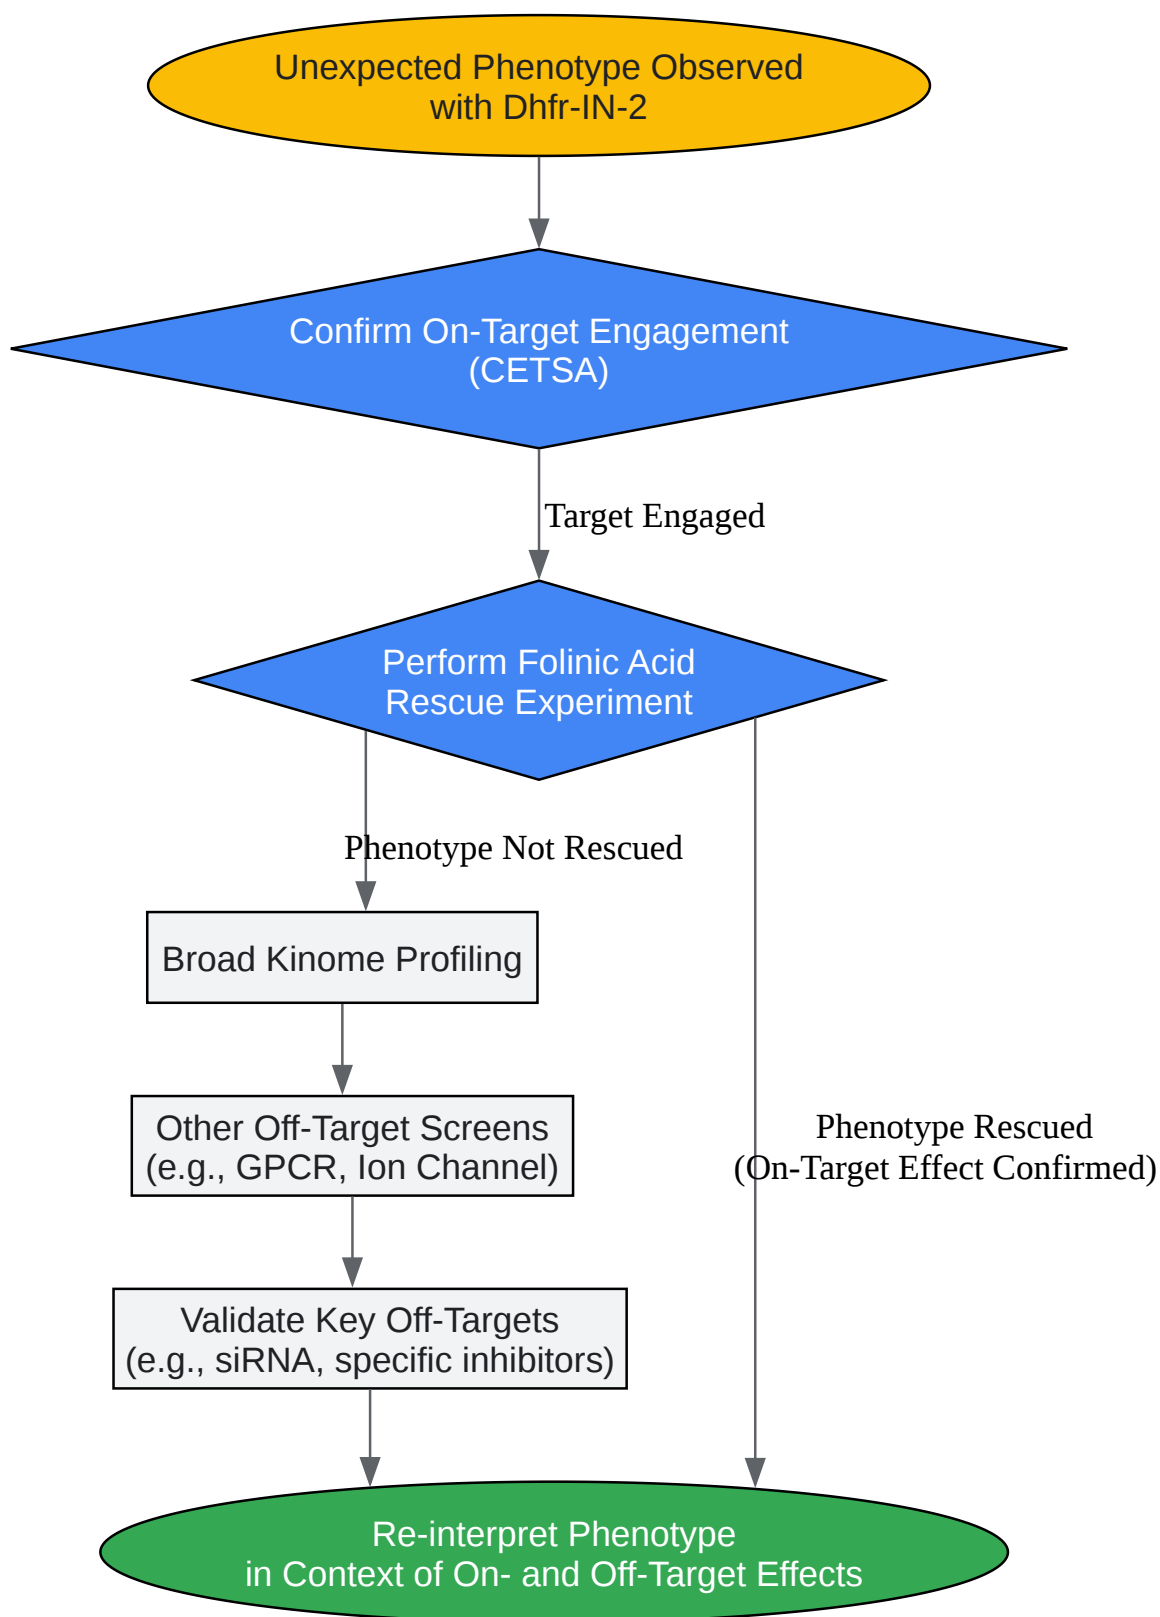 Unexpected Phenotype Observed
with Dhfr-IN-2
Confirm On-Target Engagement
(CETSA)
Target Engaged
Perform Folinic Acid
Rescue Experiment
Phenotype Not Rescued
Broad Kinome Profiling
Other Off-Target Screens
(e.g., GPCR, Ion Channel)
Phenotype Rescued
(On-Target Effect Confirmed)
Validate Key Off-Targets
(e.g., siRNA, specific inhibitors)
Re-interpret Phenotype
in Context of On- and Off-Target Effects